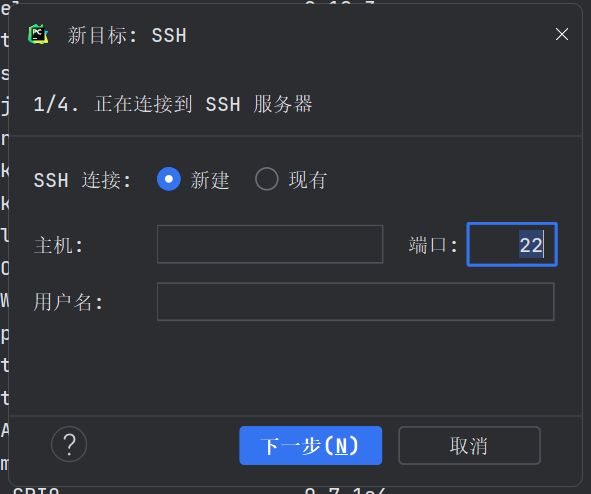 PC
新目标: SSH
1/4. 正在连接到 SSH 服务器
SSH 连接:
新建
现有
主机:
端口:
22
用户名:
?
下一步(N)
取消